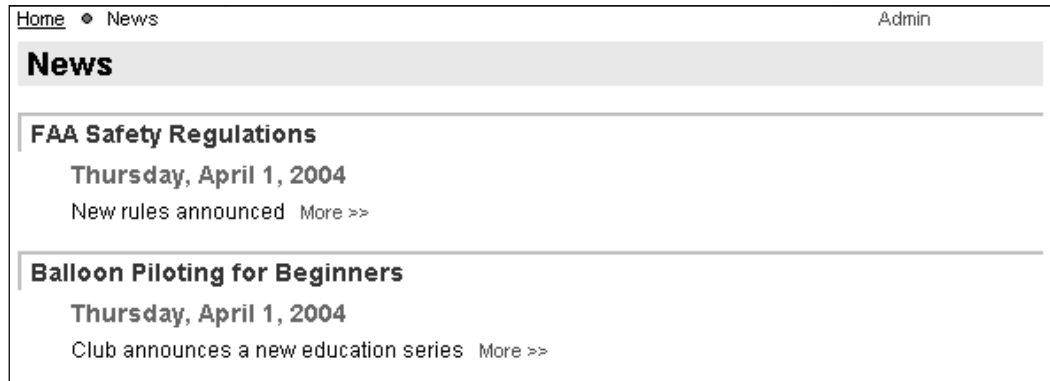 Home • News Admin
News
FAA Safety Regulations
Thursday, April 1, 2004
New rules announced More >>
Balloon Piloting for Beginners
Thursday, April 1, 2004
Club announces a new education series More >>